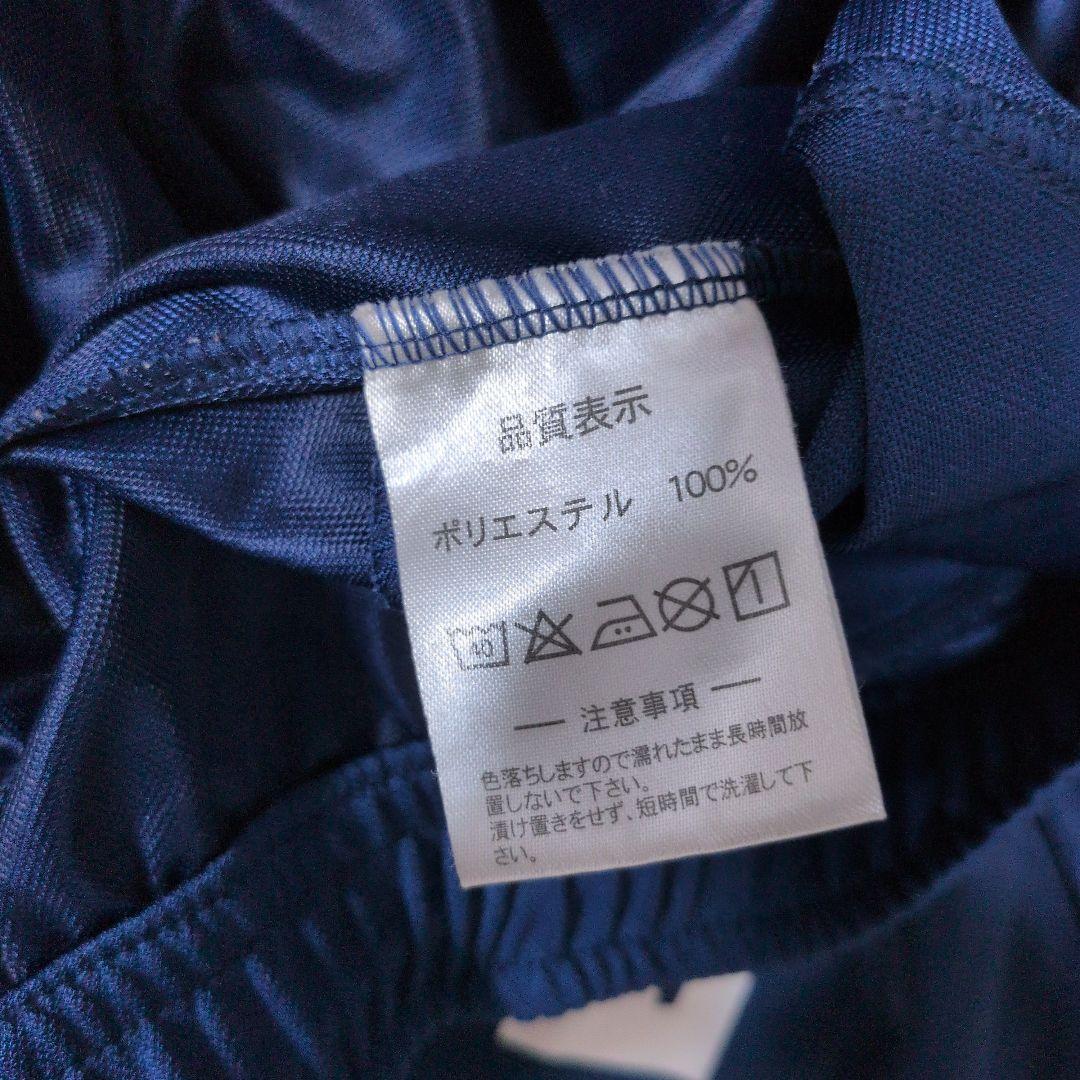 品質表示
ポリエステル 100%
40
— 注意事項 —
色落ちしますので濡れたまま長時間放
置しないで下さい。
漬け置きをせず、短時間で洗濯して下
さい。